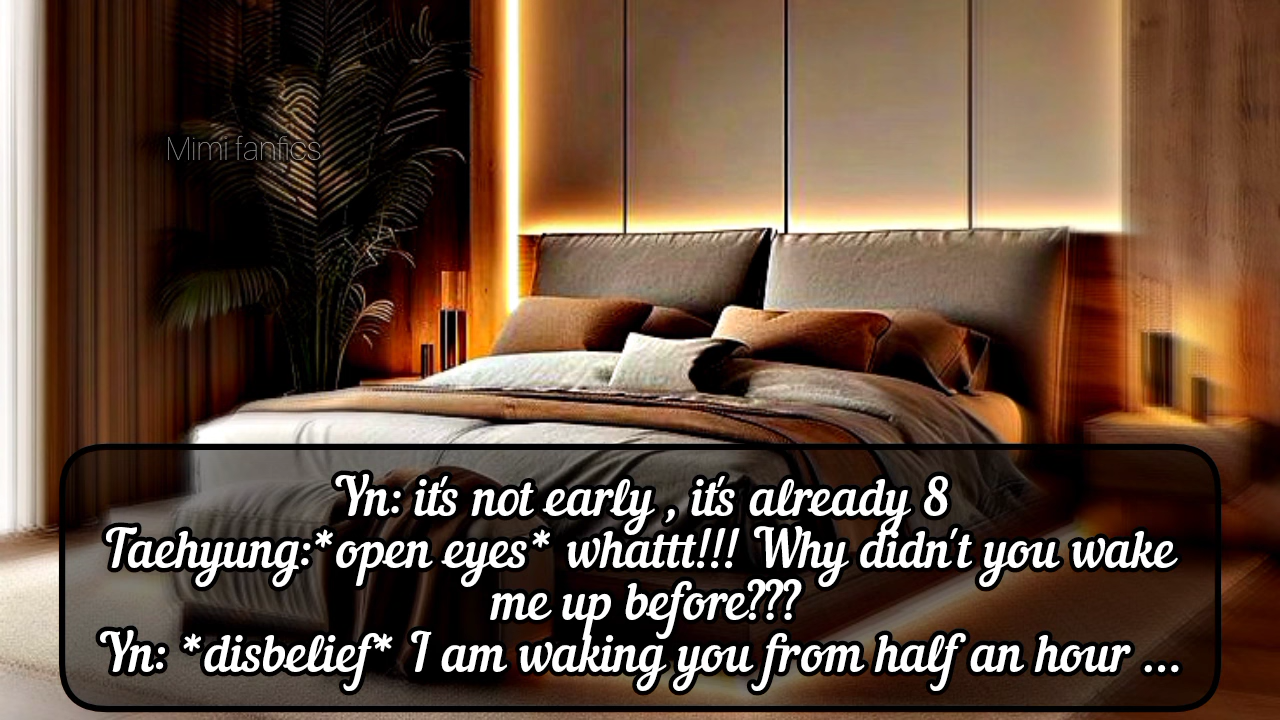 Mimi fanfics
Yn: it's not early , it's already 8
Taehyung:*open eyes* whattt!!! Why didn't you wake
me up before???
Yn: *disbelief* I am waking you from half an hour ...